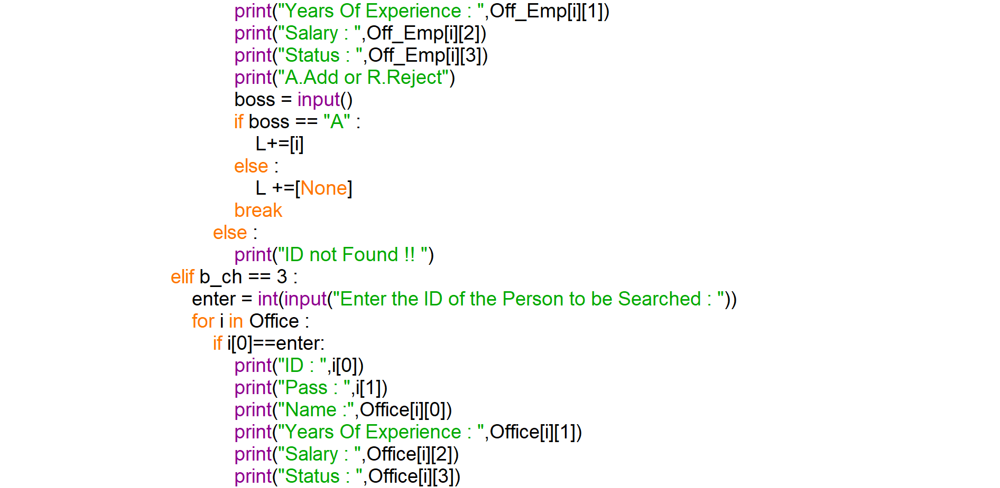 print("Years Of Experience : ",Off_Emp[i][1])
print("Salary : ",Off_Emp[i][2])
print("Status : ",Off_Emp[i][3])
print("A.Add or R.Reject")
boss = input()
if boss == "A" :
L+=[i]
else :
L +=[None]
break
else :
print("ID not Found !! ")
elif b_ch == 3 :
enter = int(input("Enter the ID of the Person to be Searched : "))
for i in Office :
if i[0]==enter:
print("ID : ",i[0])
print("Pass : ",i[1])
print("Name :",Office[i][0])
print("Years Of Experience : ",Office[i][1])
print("Salary : ",Office[i][2])
print("Status : ",Office[i][3])